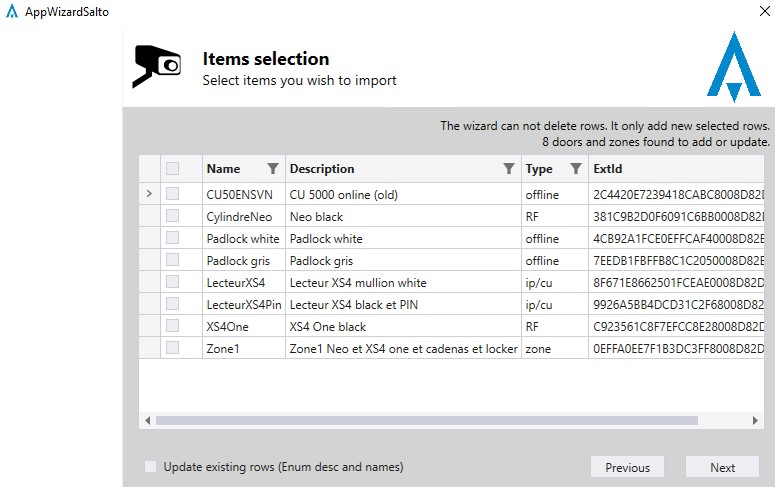 AppWizardSalto
Items selection
Select items you wish to import
The wizard can not delete rows. It only add new selected rows.
8 doors and zones found to add or update.
Name Description Type ExtId
CU50ENSVN CU 5000 online (old) offline 2C4420E7239418CABC8008D82D
CylindreNeo Neo black RF 381C9B2D0F6091C6BB0008D82D
Padlock white Padlock white offline 4CB92A1FCE0EFFCAF40008D82E
Padlock gris Padlock gris offline 7EEDB1FBFFB8C1C2050008D82E
LecteurXS4 Lecteur XS4 mullion white ip/cu 8F671E8662501FCEAE0008D82D
LecteurXS4Pin Lecteur XS4 black et PIN ip/cu 9926A5BB4DCD31C2F68008D82
XS4One XS4 One black RF C923561C8F7EFCC8E28008D82D
Zone1 Zone1 Neo et XS4 one et cadenas et locker zone 0EFFA0EE7F1B3DC3FF8008D82D
Update existing rows (Enum desc and names)
Previous Next